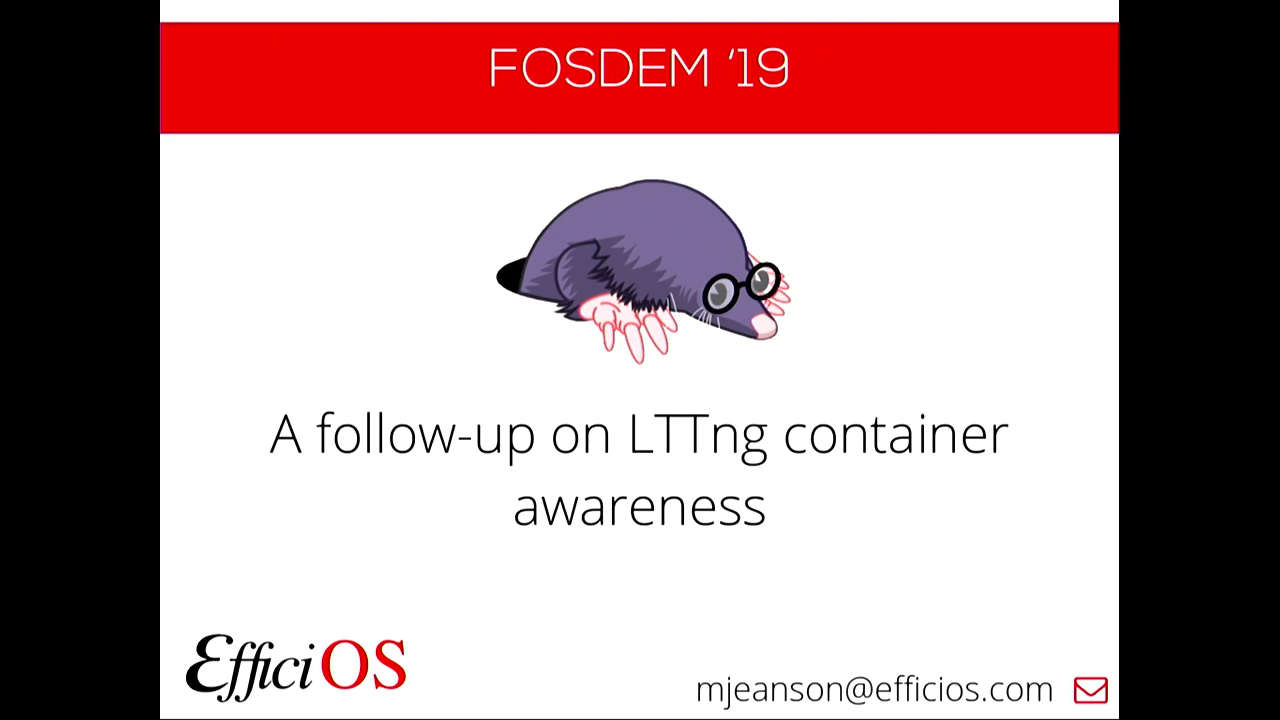 FOSDEM '19
A follow-up on LTTng container
awareness
EfficiOS
mjeanson@efficios.com